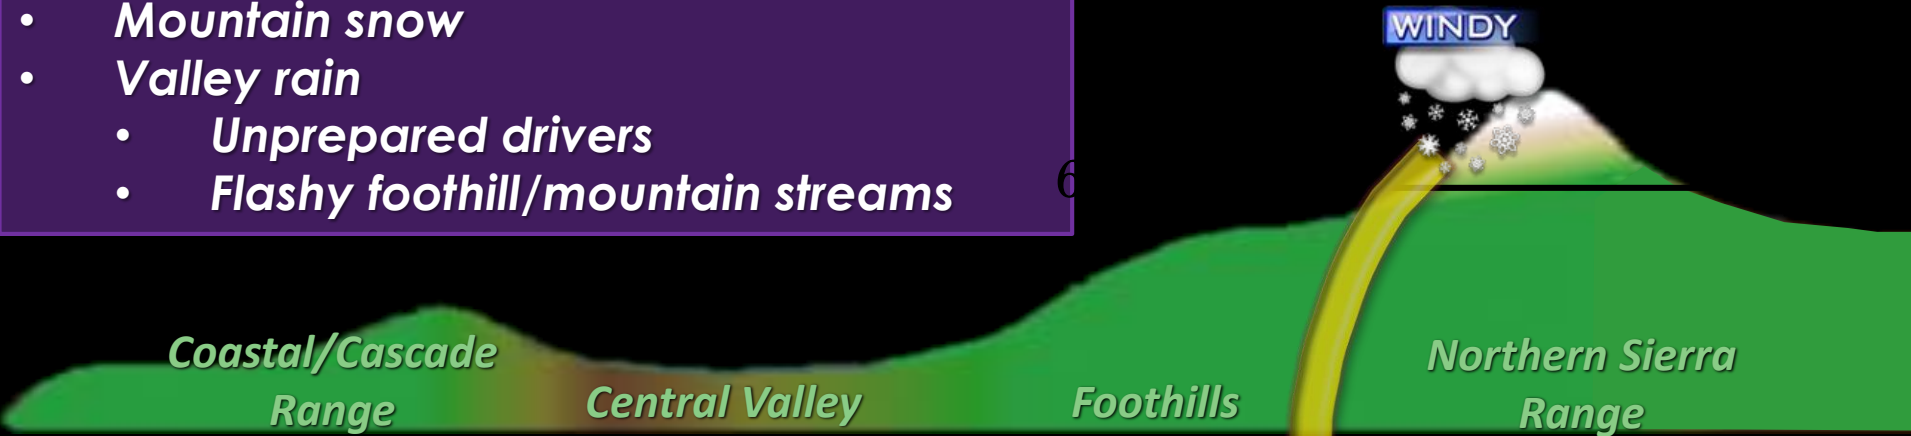 • Mountain snow
• Valley rain
• Unprepared drivers
• Flashy foothill/mountain streams
WINDY
Coastal/Cascade
Range
Central Valley
Foothills
Northern Sierra
Range